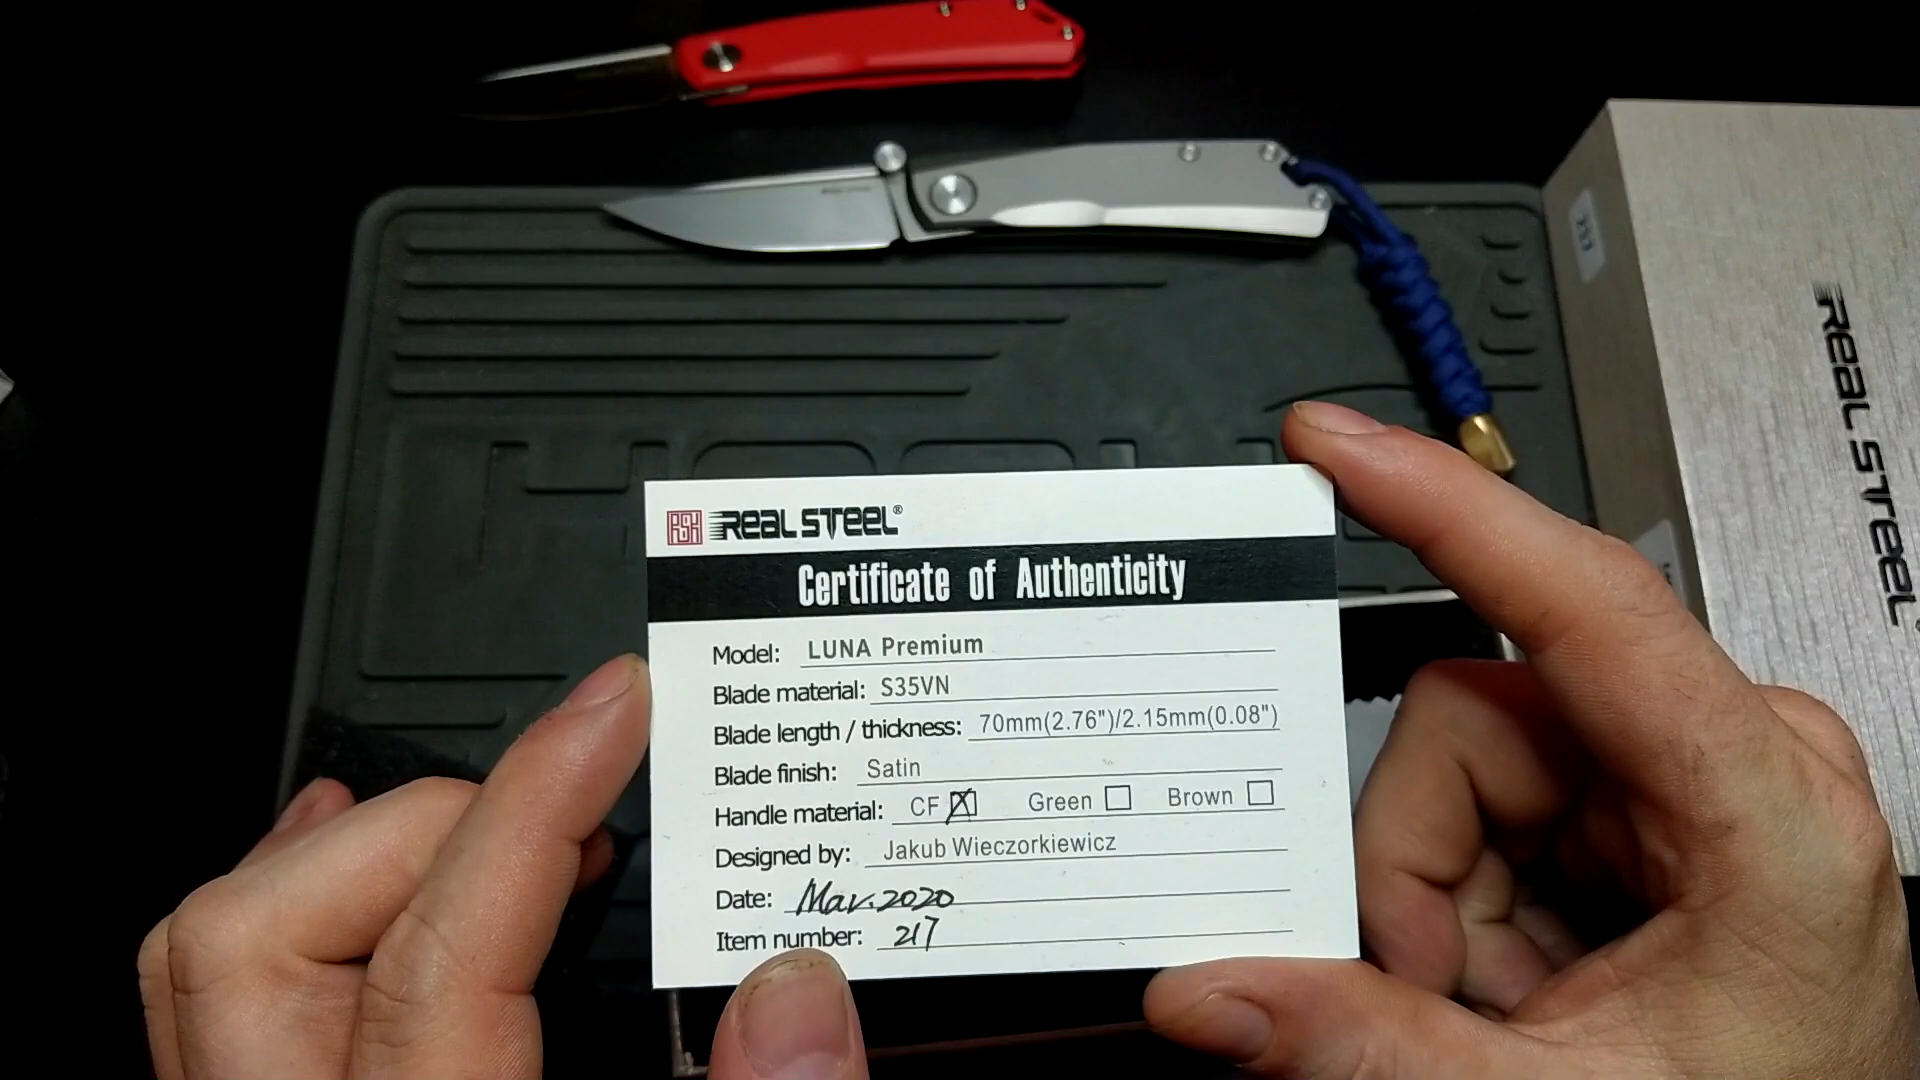 RSK REAL STEEL®
Certificate of Authenticity
Model: LUNA Premium
Blade material: S35VN
Blade length / thickness: 70mm(2.76")/2.15mm(0.08")
Blade finish: Satin
Handle material: CF ☒ Green ☐ Brown ☐
Designed by: Jakub Wieczorkiewicz
Date: Mar. 2020
Item number: 217
REAL STEEL